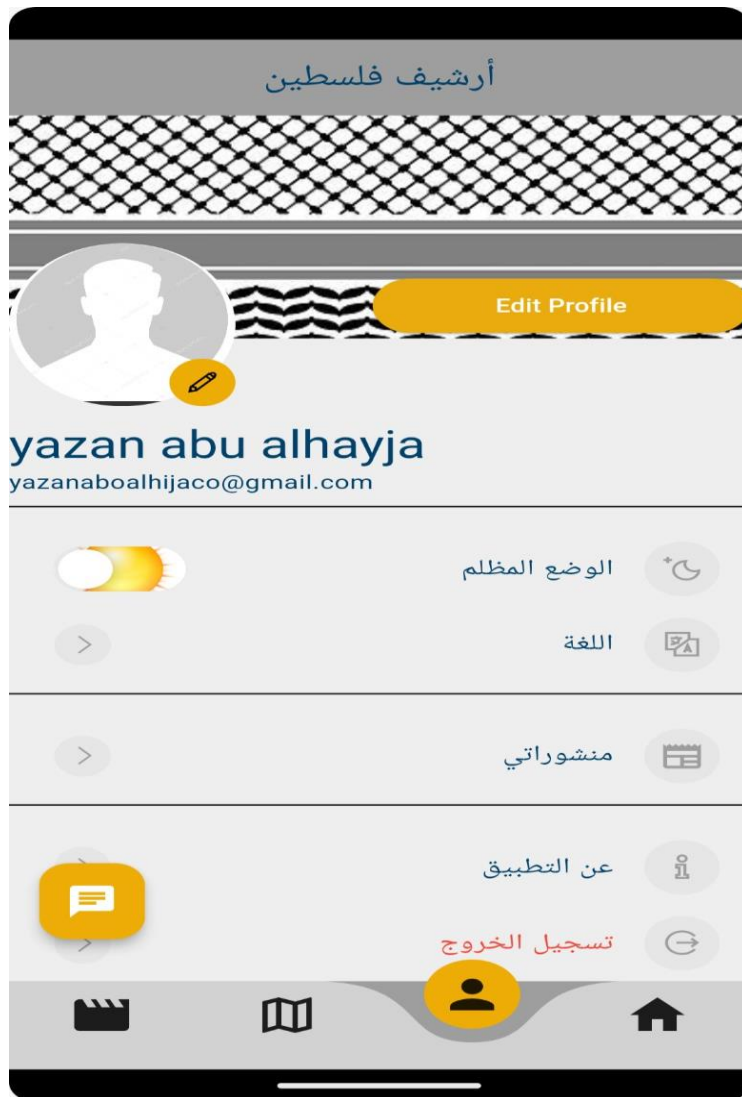 أرشيف فلسطين
Edit Profile
yazan abu alhayja
yazanaboalhijaco@gmail.com
الوضع المظلم
اللغة
منشوراتي
عن التطبيق
تسجيل الخروج